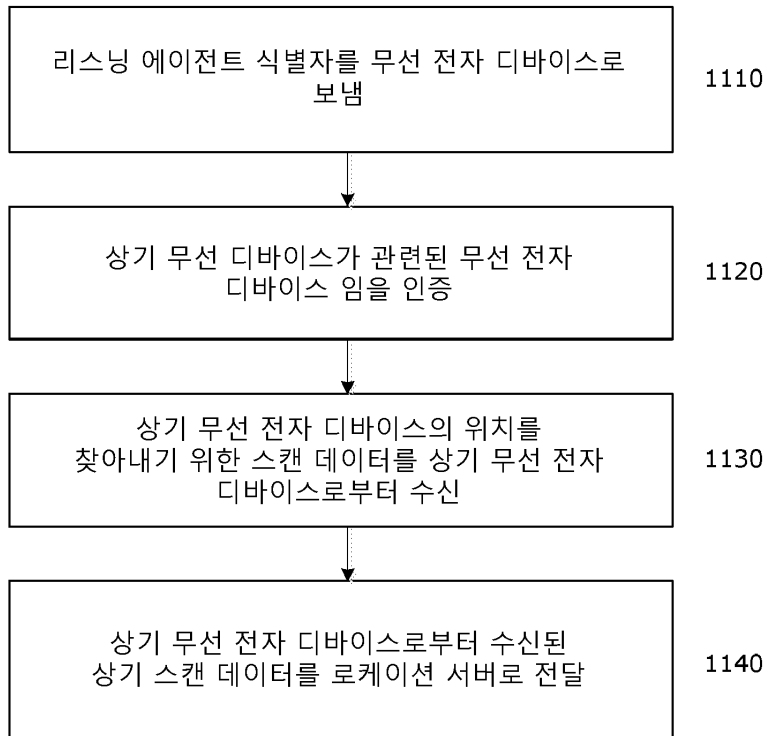 리스닝 에이전트 식별자를 무선 전자 디바이스로
보냄
1110
상기 무선 디바이스가 관련된 무선 전자
디바이스 임을 인증
1120
상기 무선 전자 디바이스의 위치를
찾아내기 위한 스캔 데이터를 상기 무선 전자
디바이스로부터 수신
1130
상기 무선 전자 디바이스로부터 수신된
상기 스캔 데이터를 로케이션 서버로 전달
1140